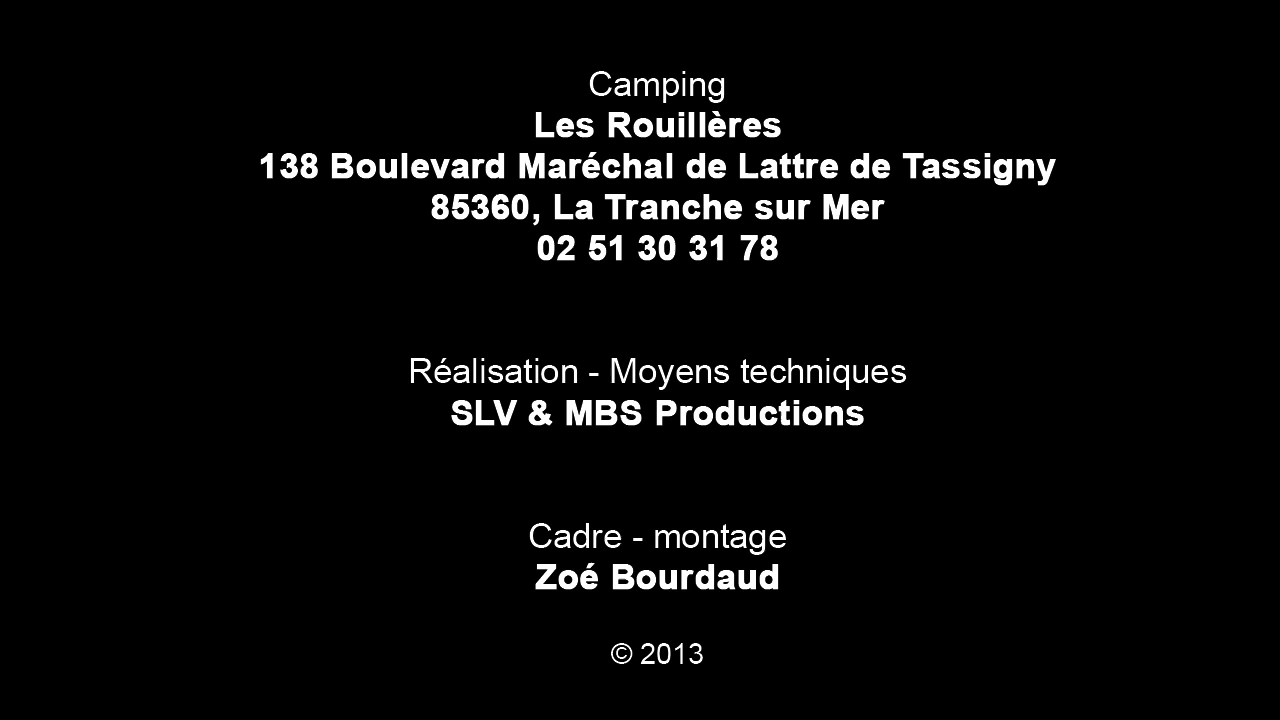 Camping
Les Rouillères
138 Boulevard Maréchal de Lattre de Tassigny
85360, La Tranche sur Mer
02 51 30 31 78
Réalisation - Moyens techniques
SLV & MBS Productions
Cadre - montage
Zoé Bourdaud
© 2013